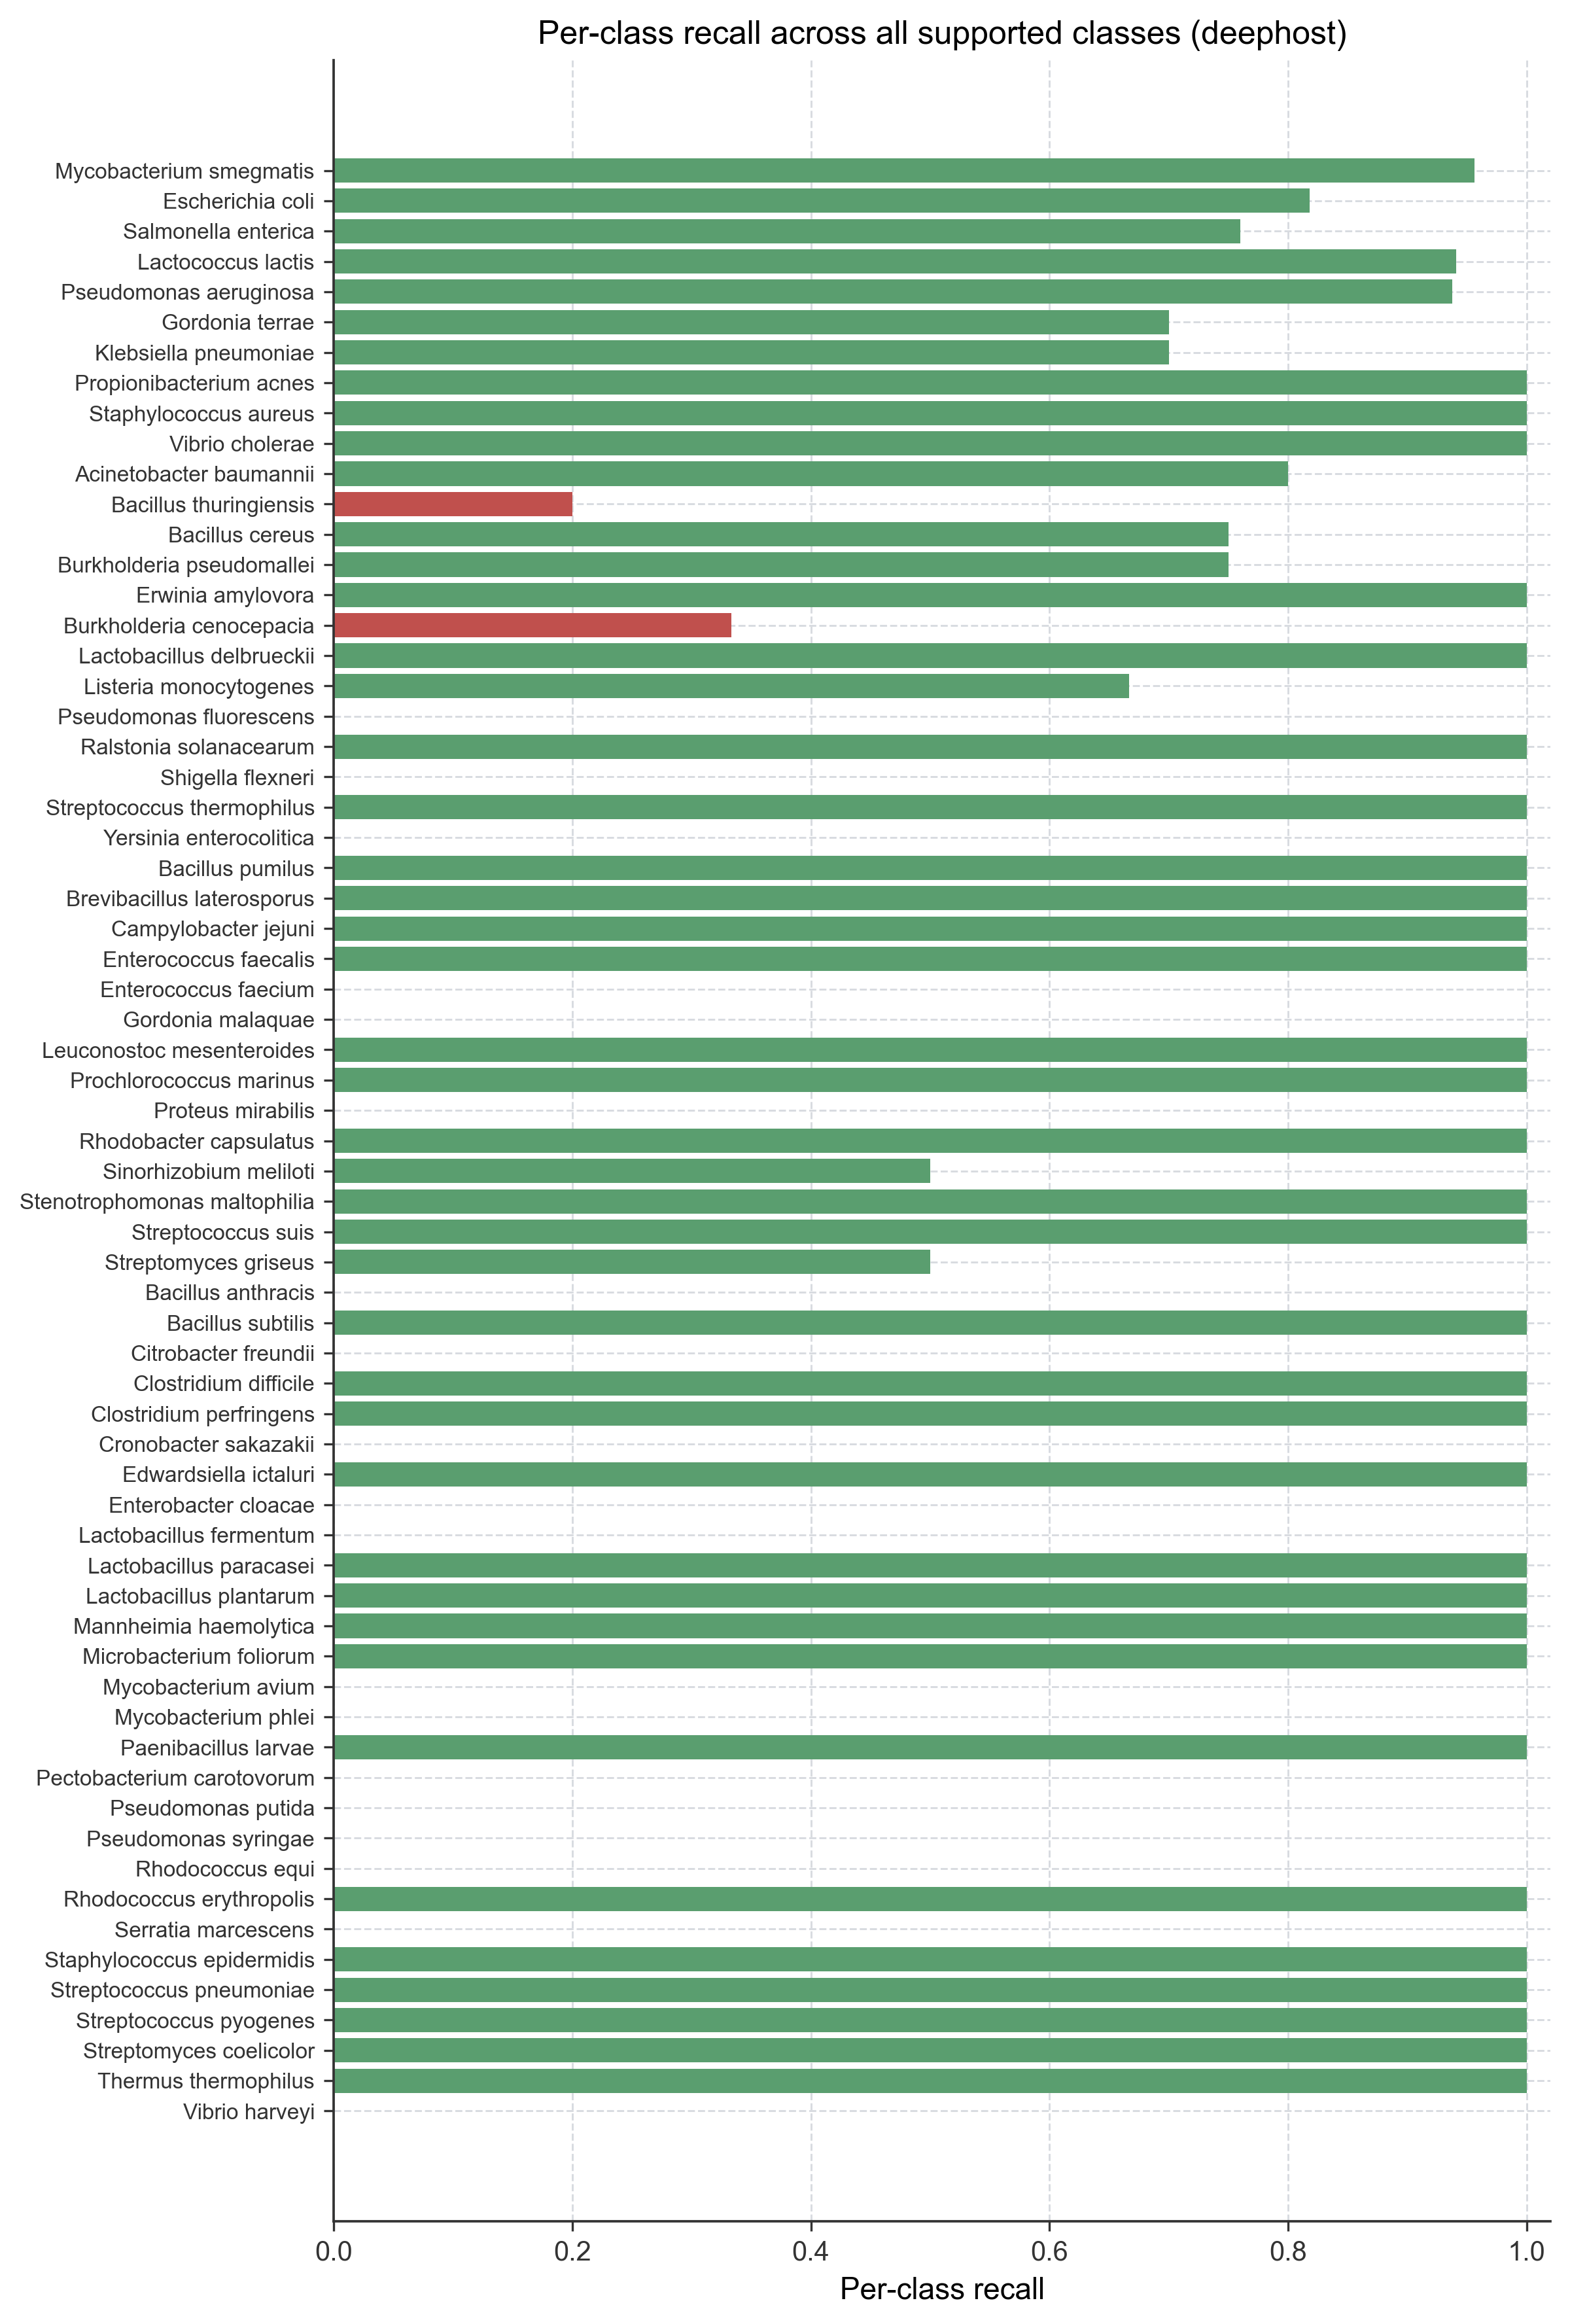 Per-class recall across all supported classes (deephost)
Mycobacterium smegmatis
Escherichia coli
Salmonella enterica
Lactococcus lactis
Pseudomonas aeruginosa
Gordonia terrae
Klebsiella pneumoniae
Propionibacterium acnes
Staphylococcus aureus
Vibrio cholerae
Acinetobacter baumannii
Bacillus thuringiensis
Bacillus cereus
Burkholderia pseudomallei
Erwinia amylovora
Burkholderia cenocepacia
Lactobacillus delbrueckii
Listeria monocytogenes
Pseudomonas fluorescens
Ralstonia solanacearum
Shigella flexneri
Streptococcus thermophilus
Yersinia enterocolitica
Bacillus pumilus
Brevibacillus laterosporus
Campylobacter jejuni
Enterococcus faecalis
Enterococcus faecium
Gordonia malaquae
Leuconostoc mesenteroides
Prochlorococcus marinus
Proteus mirabilis
Rhodobacter capsulatus
Sinorhizobium meliloti
Stenotrophomonas maltophilia
Streptococcus suis
Streptomyces griseus
Bacillus anthracis
Bacillus subtilis
Citrobacter freundii
Clostridium difficile
Clostridium perfringens
Cronobacter sakazakii
Edwardsiella ictaluri
Enterobacter cloacae
Lactobacillus fermentum
Lactobacillus paracasei
Lactobacillus plantarum
Mannheimia haemolytica
Microbacterium foliorum
Mycobacterium avium
Mycobacterium phlei
Paenibacillus larvae
Pectobacterium carotovorum
Pseudomonas putida
Pseudomonas syringae
Rhodococcus equi
Rhodococcus erythropolis
Serratia marcescens
Staphylococcus epidermidis
Streptococcus pneumoniae
Streptococcus pyogenes
Streptomyces coelicolor
Thermus thermophilus
Vibrio harveyi
0.0 0.2 0.4 0.6 0.8 1.0
Per-class recall